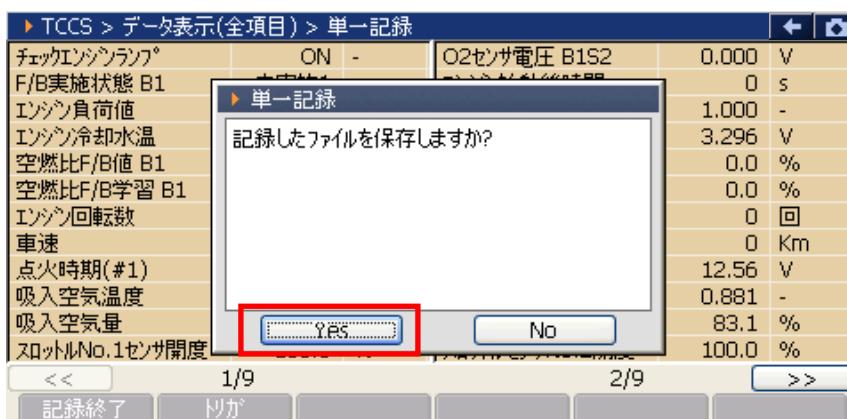 TCCS > データ表示(全項目) > 単一記録
チェックエンジンランプ ON - O2センサ電圧 B1S2 0.000 V
F/B実施状態 B1 0 s
エンジン負荷値 1.000 -
エンジン冷却水温 3.296 V
空燃比F/B値 B1 0.0 %
空燃比F/B学習 B1 0.0 %
エンジン回転数 0 回
車速 0 Km
点火時期(#1) 12.56 V
吸入空気温度 0.881 -
吸入空気量 83.1 %
スロットルNo.1センサ開度 100.0 %
単一記録
記録したファイルを保存しますか?
Yes No
<< 1/9 2/9 >>
記録終了 トリガ